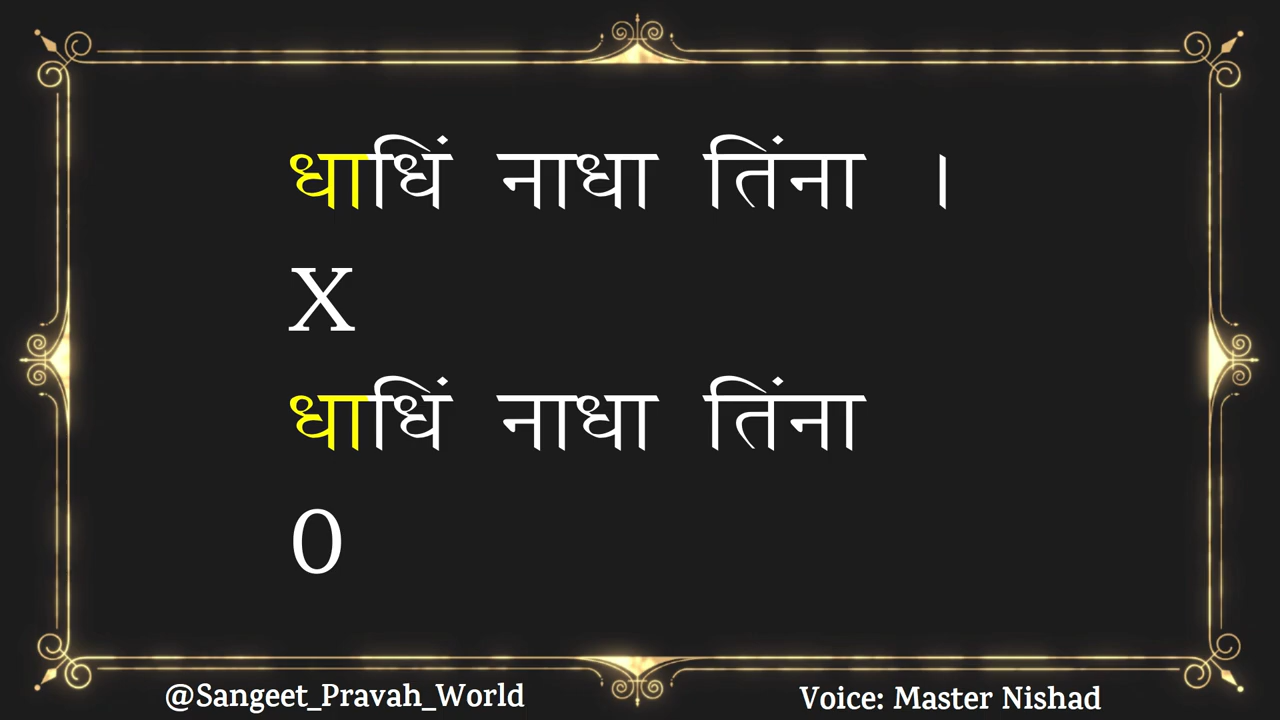 धाधिं नाधा तिंना ।
X
धाधिं नाधा तिंना
0
@Sangeet_Pravah_World
Voice: Master Nishad